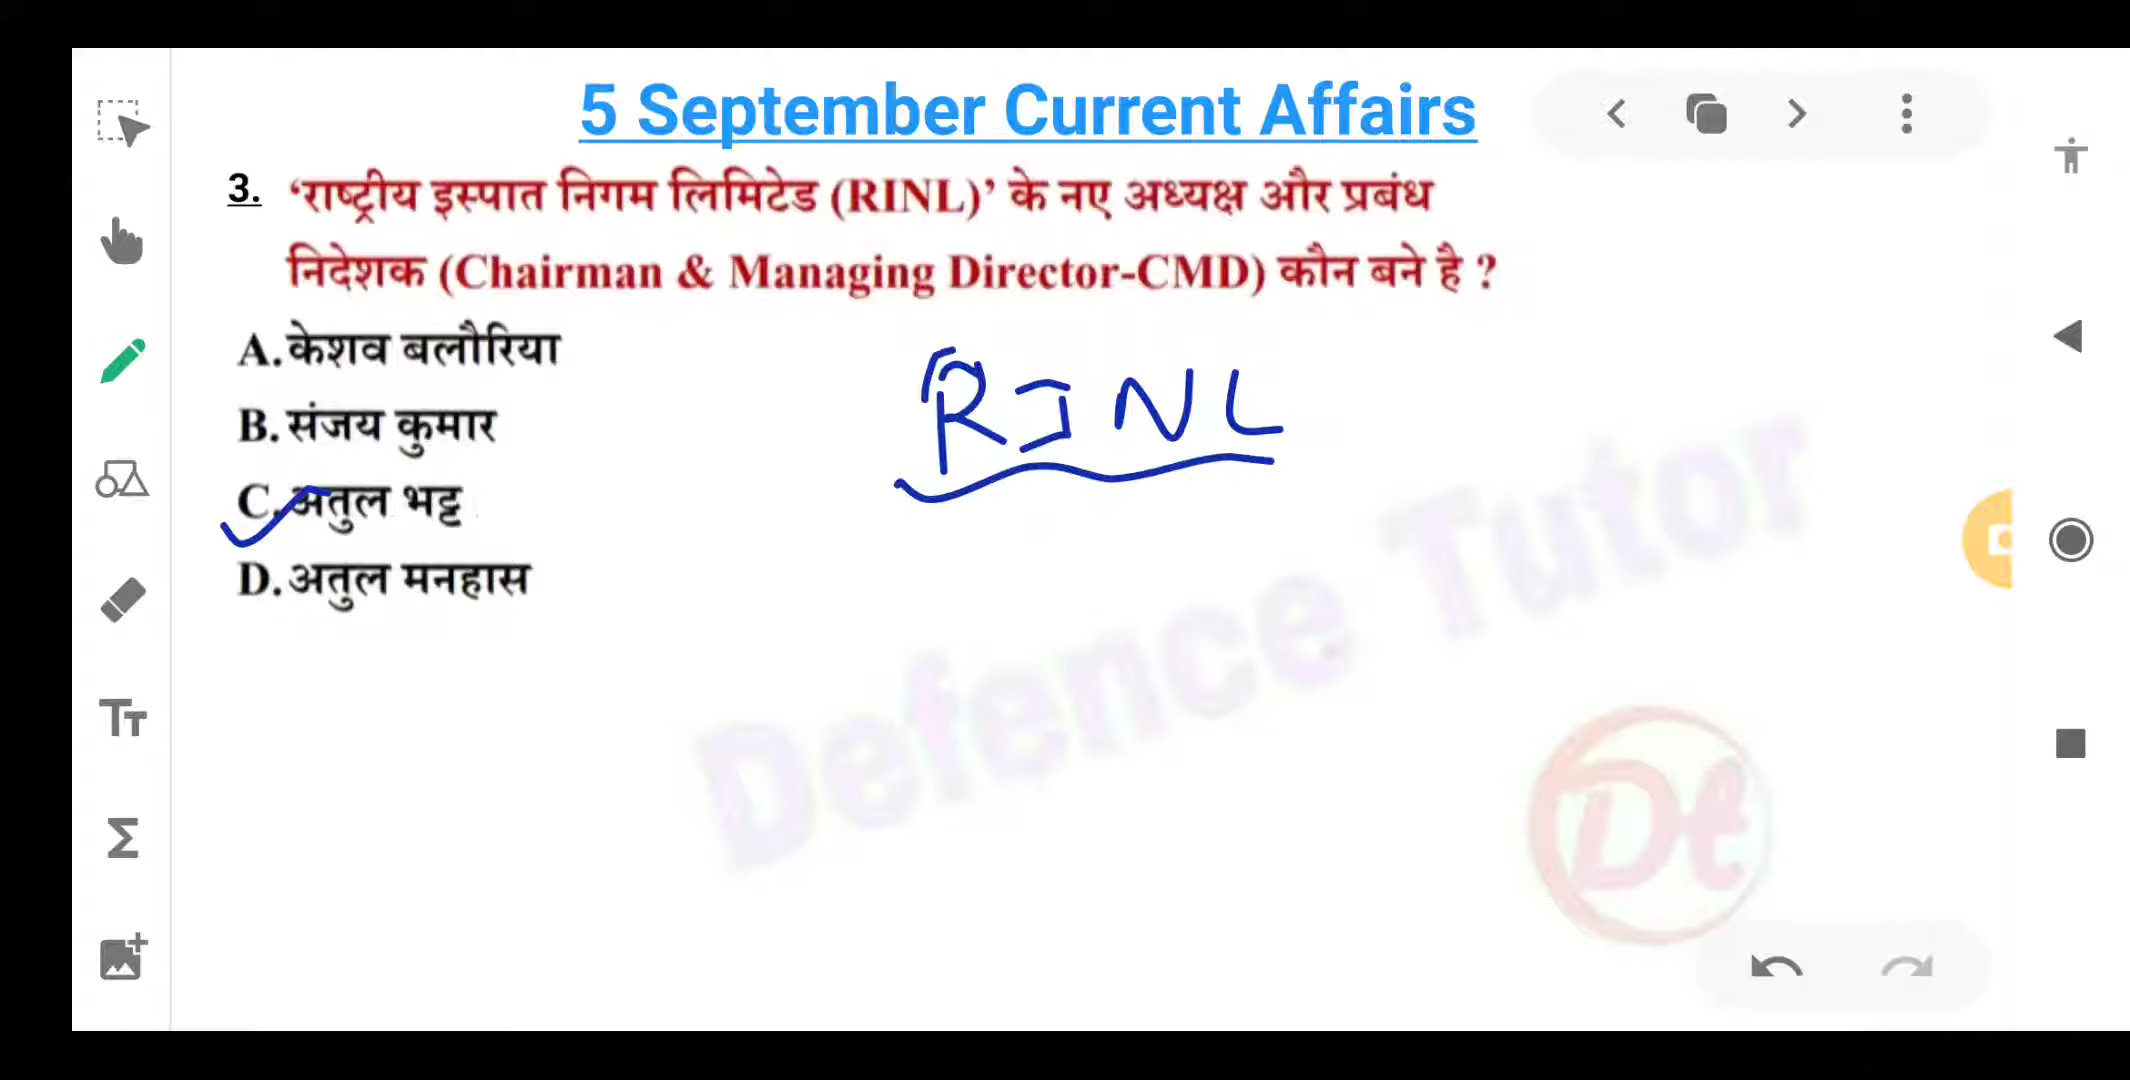 5 September Current Affairs
3. ‘राष्ट्रीय इस्पात निगम लिमिटेड (RINL)’ के नए अध्यक्ष और प्रबंध
निदेशक (Chairman & Managing Director-CMD) कौन बने है ?
A. केशव बलौरिया
RINL
B. संजय कुमार
C. अतुल भट्ट
D. अतुल मनहास
Defence Tutor
Dt